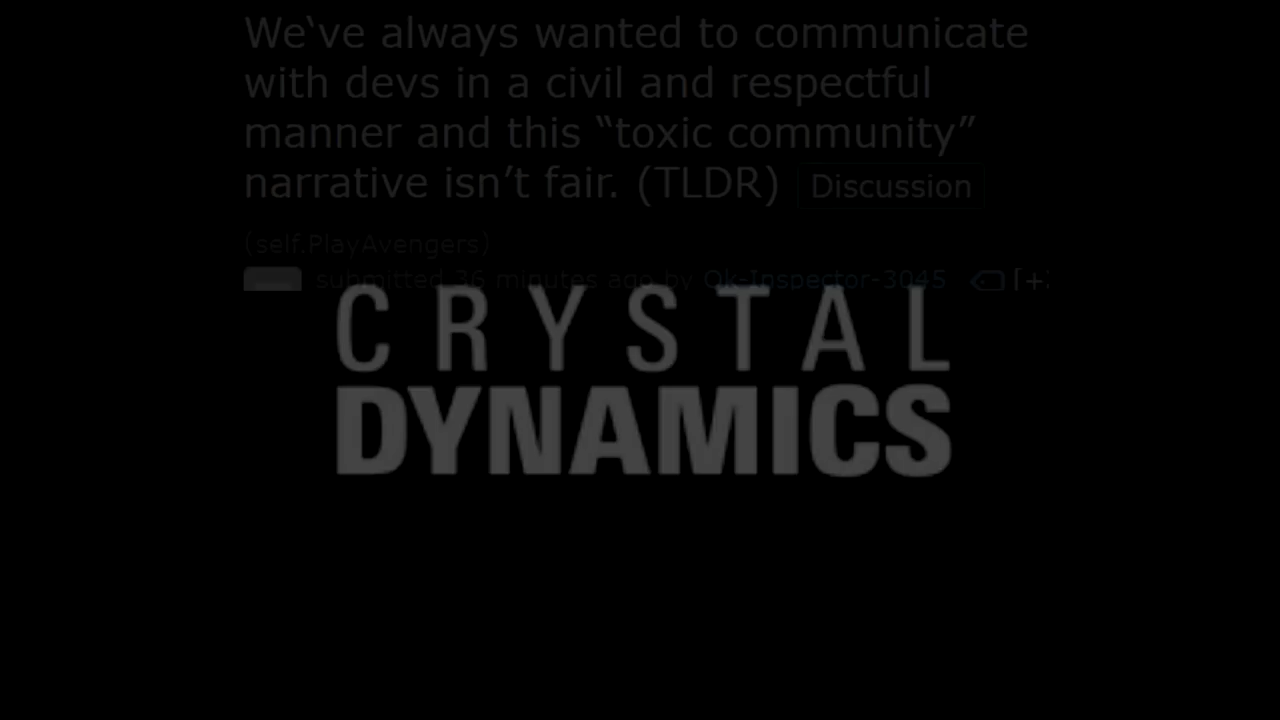 We‘ve always wanted to communicate
with devs in a civil and respectful
manner and this “toxic community”
narrative isn’t fair. (TLDR) Discussion
(self.PlayAvengers)
submitted 36 minutes ago by Ok-Inspector-3045 [+]
CRYSTAL
DYNAMICS